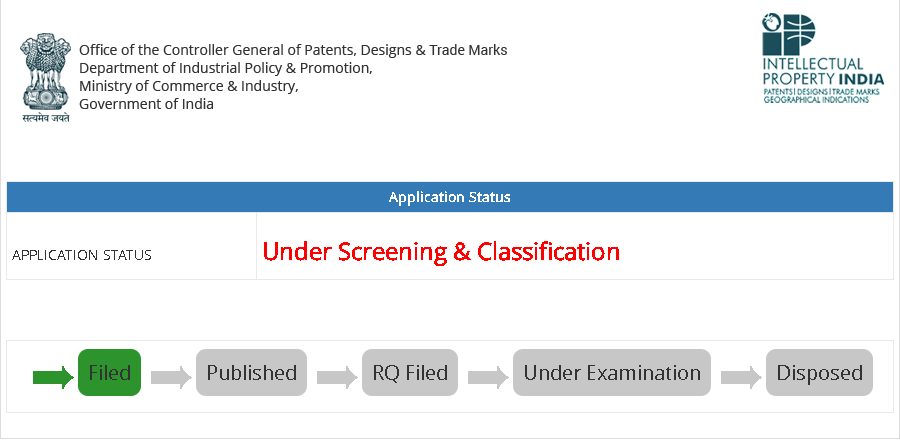 Office of the Controller General of Patents, Designs & Trade Marks
Department of Industrial Policy & Promotion,
Ministry of Commerce & Industry,
Government of India
सत्यमेव जयते
INTELLECTUAL
PROPERTY INDIA
PATENTS | DESIGNS | TRADE MARKS
GEOGRAPHICAL INDICATIONS
Application Status
APPLICATION STATUS
Under Screening & Classification
Filed
Published
RQ Filed
Under Examination
Disposed